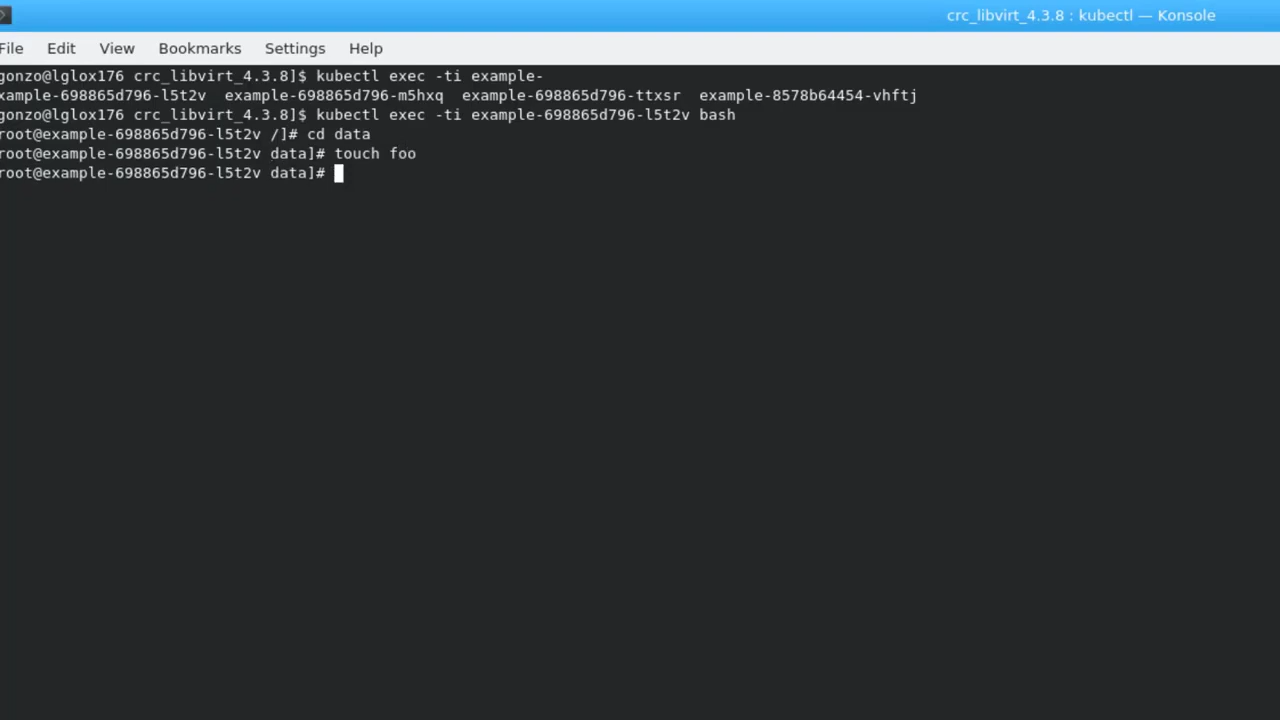 crc_libvirt_4.3.8 : kubectl — Konsole
File Edit View Bookmarks Settings Help
gonzo@lglox176 crc_libvirt_4.3.8]$ kubectl exec -ti example-
xample-698865d796-l5t2v example-698865d796-m5hxq example-698865d796-ttxsr example-8578b64454-vhftj
gonzo@lglox176 crc_libvirt_4.3.8]$ kubectl exec -ti example-698865d796-l5t2v bash
root@example-698865d796-l5t2v /]# cd data
root@example-698865d796-l5t2v data]# touch foo
root@example-698865d796-l5t2v data]#